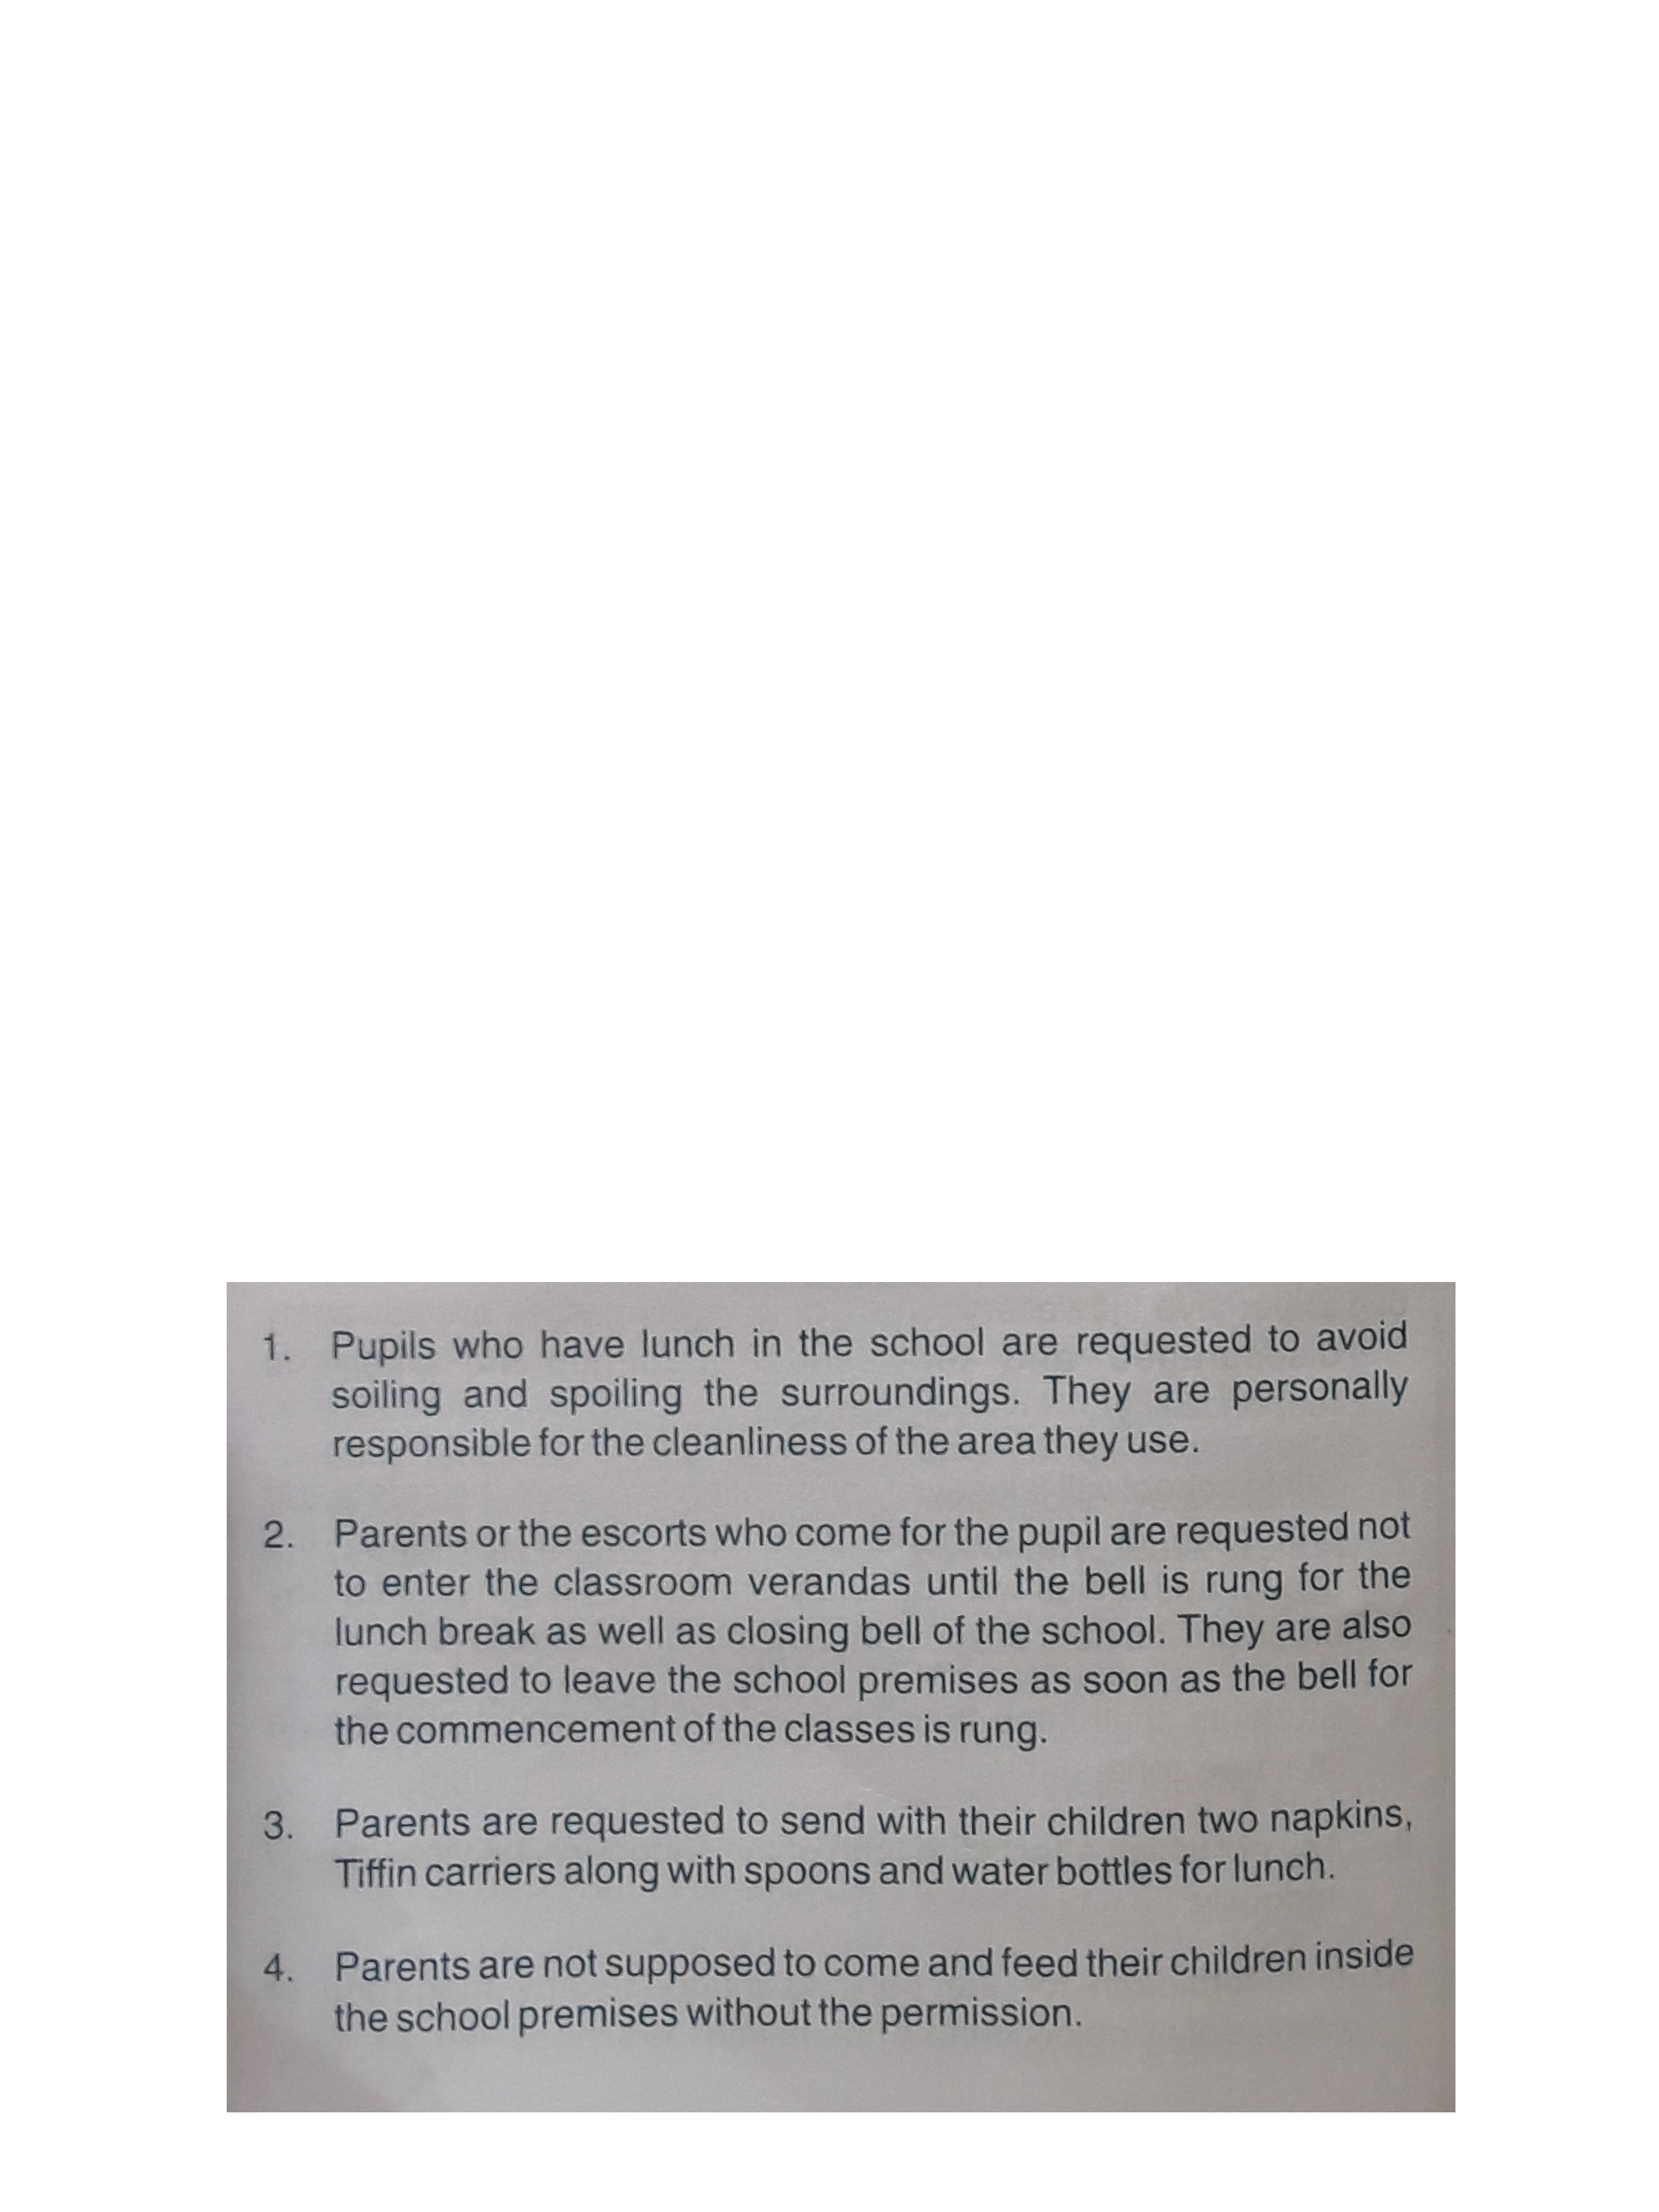 1. Pupils who have lunch in the school are requested to avoid
soiling and spoiling the surroundings. They are personally
responsible for the cleanliness of the area they use.
2. Parents or the escorts who come for the pupil are requested not
to enter the classroom verandas until the bell is rung for the
lunch break as well as closing bell of the school. They are also
requested to leave the school premises as soon as the bell for
the commencement of the classes is rung.
3. Parents are requested to send with their children two napkins,
Tiffin carriers along with spoons and water bottles for lunch.
4. Parents are not supposed to come and feed their children inside
the school premises without the permission.